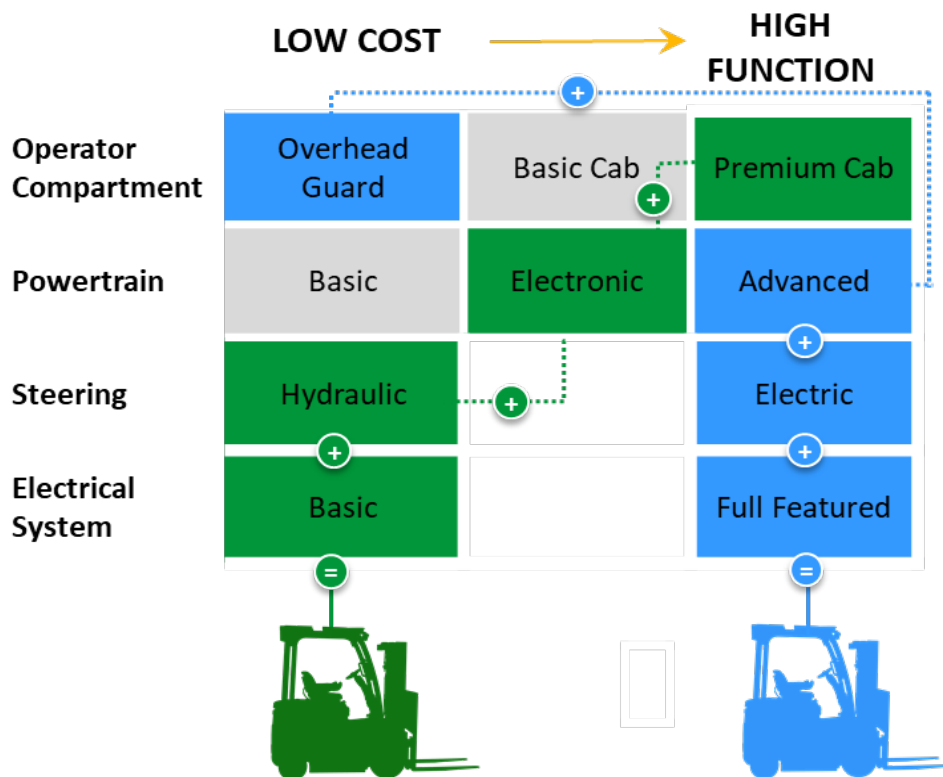 LOW COST
HIGH
FUNCTION
+
Operator
Compartment
Overhead
Guard
Basic Cab
Premium Cab
+
Powertrain
Basic
Electronic
Advanced
+
Steering
Hydraulic
+
Electric
+
+
Electrical
System
Basic
Full Featured
=
=